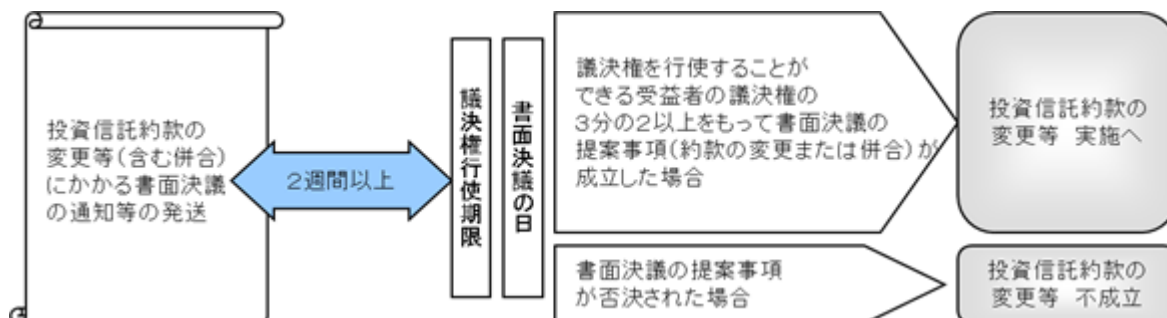 投資信託約款の
変更等(含む併合)
にかかる書面決議
の通知等の発送
2週間以上
議決権行使期限
書面決議の日
議決権を行使することが
できる受益者の議決権の
3分の2以上をもって書面決議の
提案事項(約款の変更または併合)が
成立した場合
投資信託約款の
変更等 実施へ
書面決議の提案事項
が否決された場合
投資信託約款の
変更等 不成立